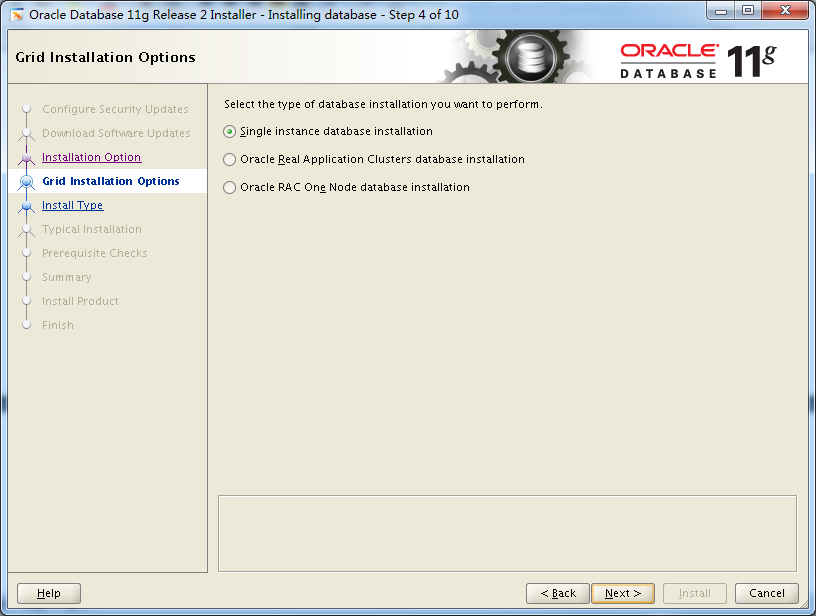 Oracle Database 11g Release 2 Installer - Installing database - Step 4 of 10
Grid Installation Options
ORACLE
DATABASE
11g
Configure Security Updates
Download Software Updates
Installation Option
Grid Installation Options
Install Type
Typical Installation
Prerequisite Checks
Summary
Install Product
Finish
Select the type of database installation you want to perform.
Single instance database installation
Oracle Real Application Clusters database installation
Oracle RAC One Node database installation
Help
< Back
Next >
Install
Cancel